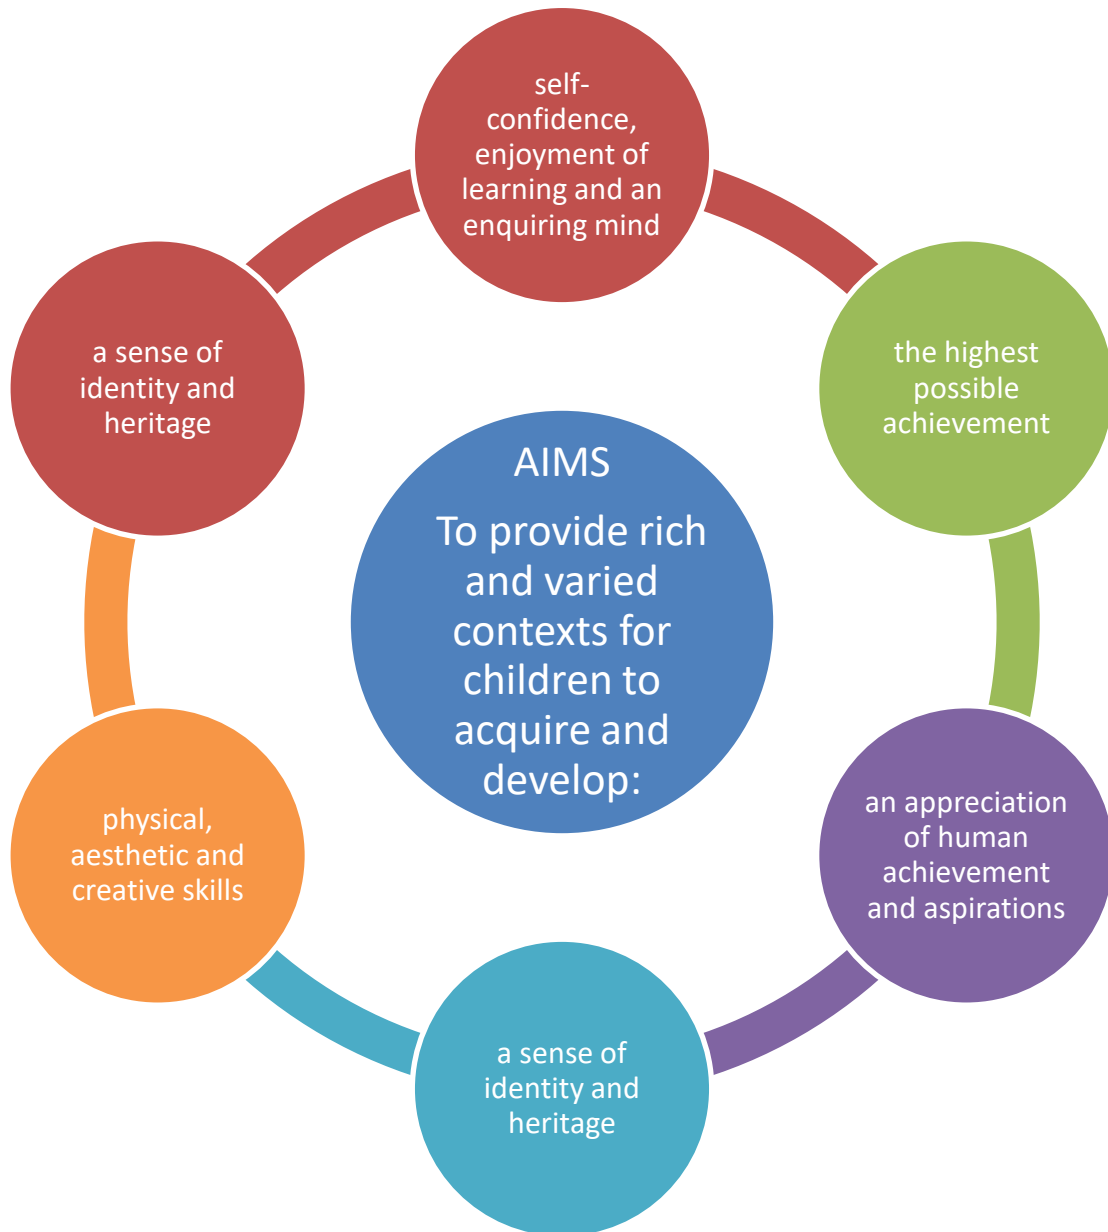 self-
confidence,
enjoyment of
learning and an
enquiring mind
the highest
possible
achievement
an appreciation
of human
achievement
and aspirations
a sense of
identity and
heritage
physical,
aesthetic and
creative skills
a sense of
identity and
heritage
AIMS
To provide rich
and varied
contexts for
children to
acquire and
develop: